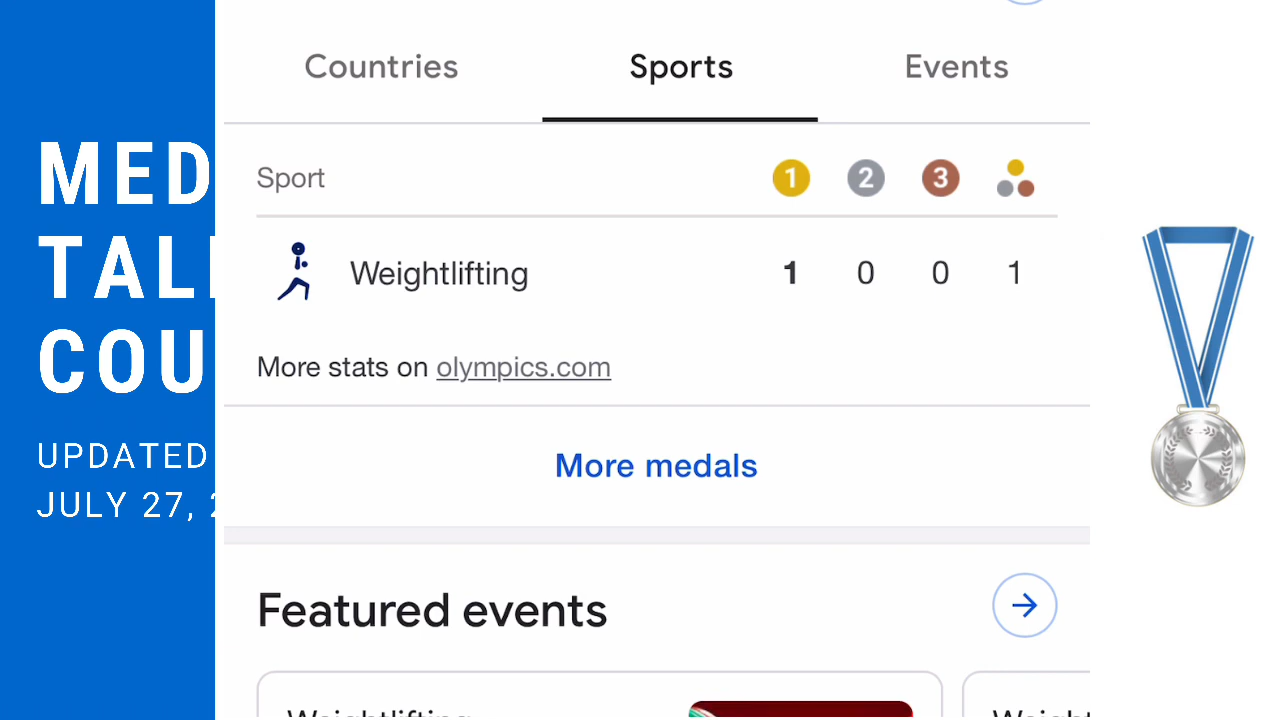 MED
TAL
COU
UPDATED
JULY 27,
Countries Sports Events
Sport 1 2 3
Weightlifting 1 0 0 1
More stats on olympics.com
More medals
Featured events
Weightlifting